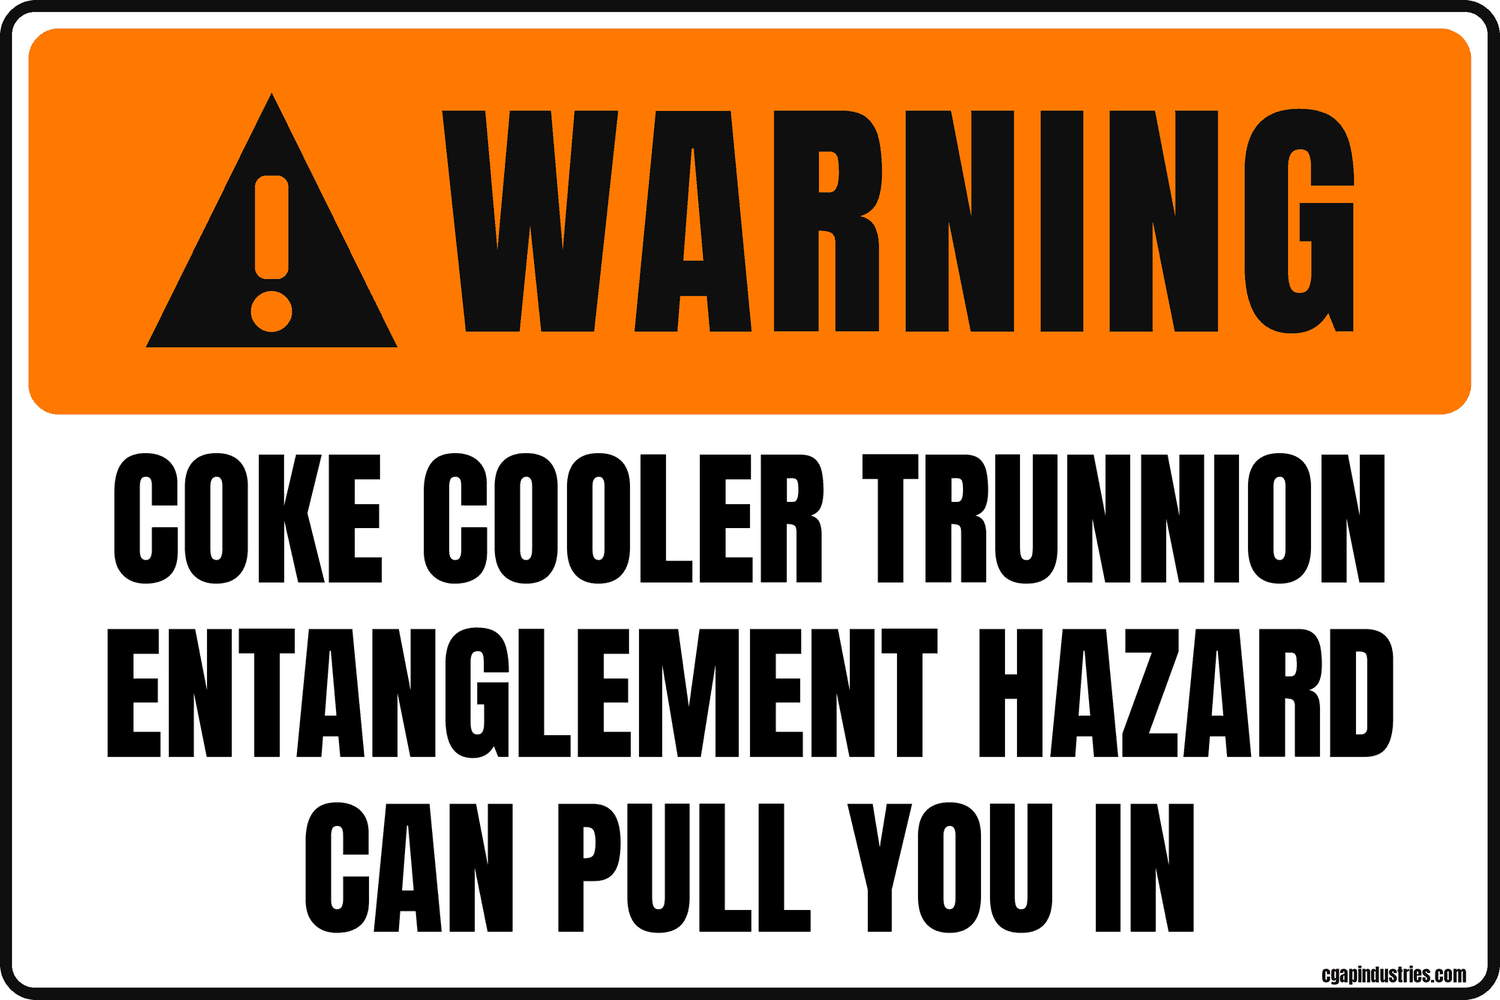 WARNING
COKE COOLER TRUNNION
ENTANGLEMENT HAZARD
CAN PULL YOU IN
cgapindustries.com